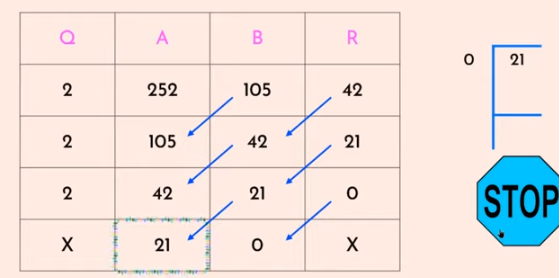 Q A B R
2 252 105 42
2 105 42 21
2 42 21 0
X 21 0 X
0 21
STOP